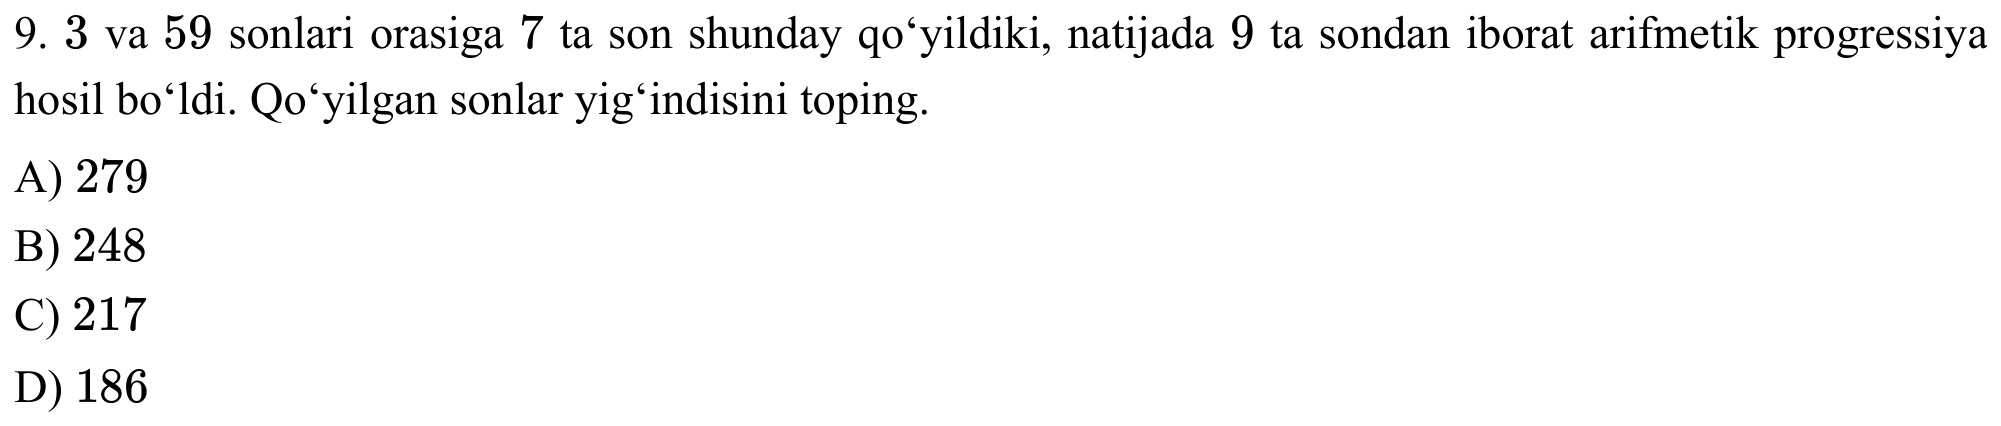 9. 3 va 59 sonlari orasiga 7 ta son shunday qo‘yildiki, natijada 9 ta sondan iborat arifmetik progressiya
hosil bo‘ldi. Qo‘yilgan sonlar yig‘indisini toping.
A) 279
B) 248
C) 217
D) 186